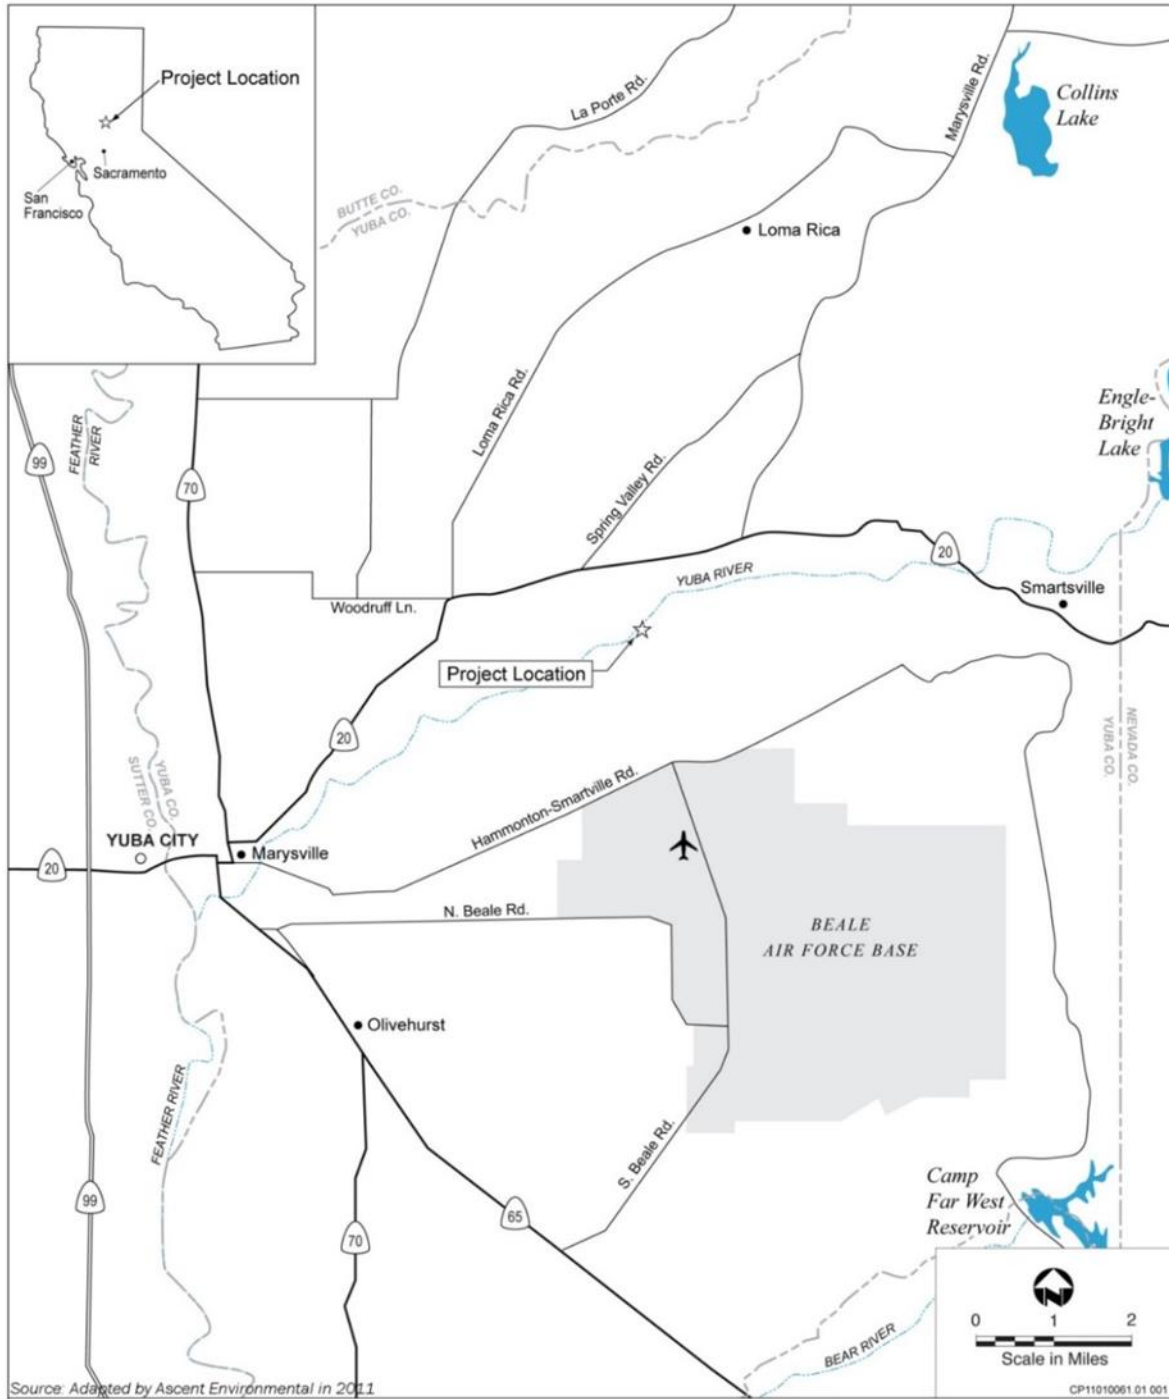 Project Location
Sacramento
San
Francisco
La Porte Rd.
Marysville Rd.
Collins
Lake
BUTTE CO.
YUBA CO.
Loma Rica
FEATHER
RIVER
99
70
Loma Rica Rd.
Spring Valley Rd.
Engle-
Bright
Lake
20
YUBA RIVER
Smartsville
Woodruff Ln.
Project Location
20
NEVADA CO.
YUBA CO.
YUBA CO.
SUTTER CO.
Hammonton-Smartville Rd.
YUBA CITY
20
Marysville
N. Beale Rd.
BEALE
AIR FORCE BASE
Olivehurst
FEATHER RIVER
S. Beale Rd.
99
70
65
Camp
Far West
Reservoir
BEAR RIVER
N
0 1 2
Scale in Miles
Source: Adapted by Ascent Environmental in 2011
CP11010061.01 001